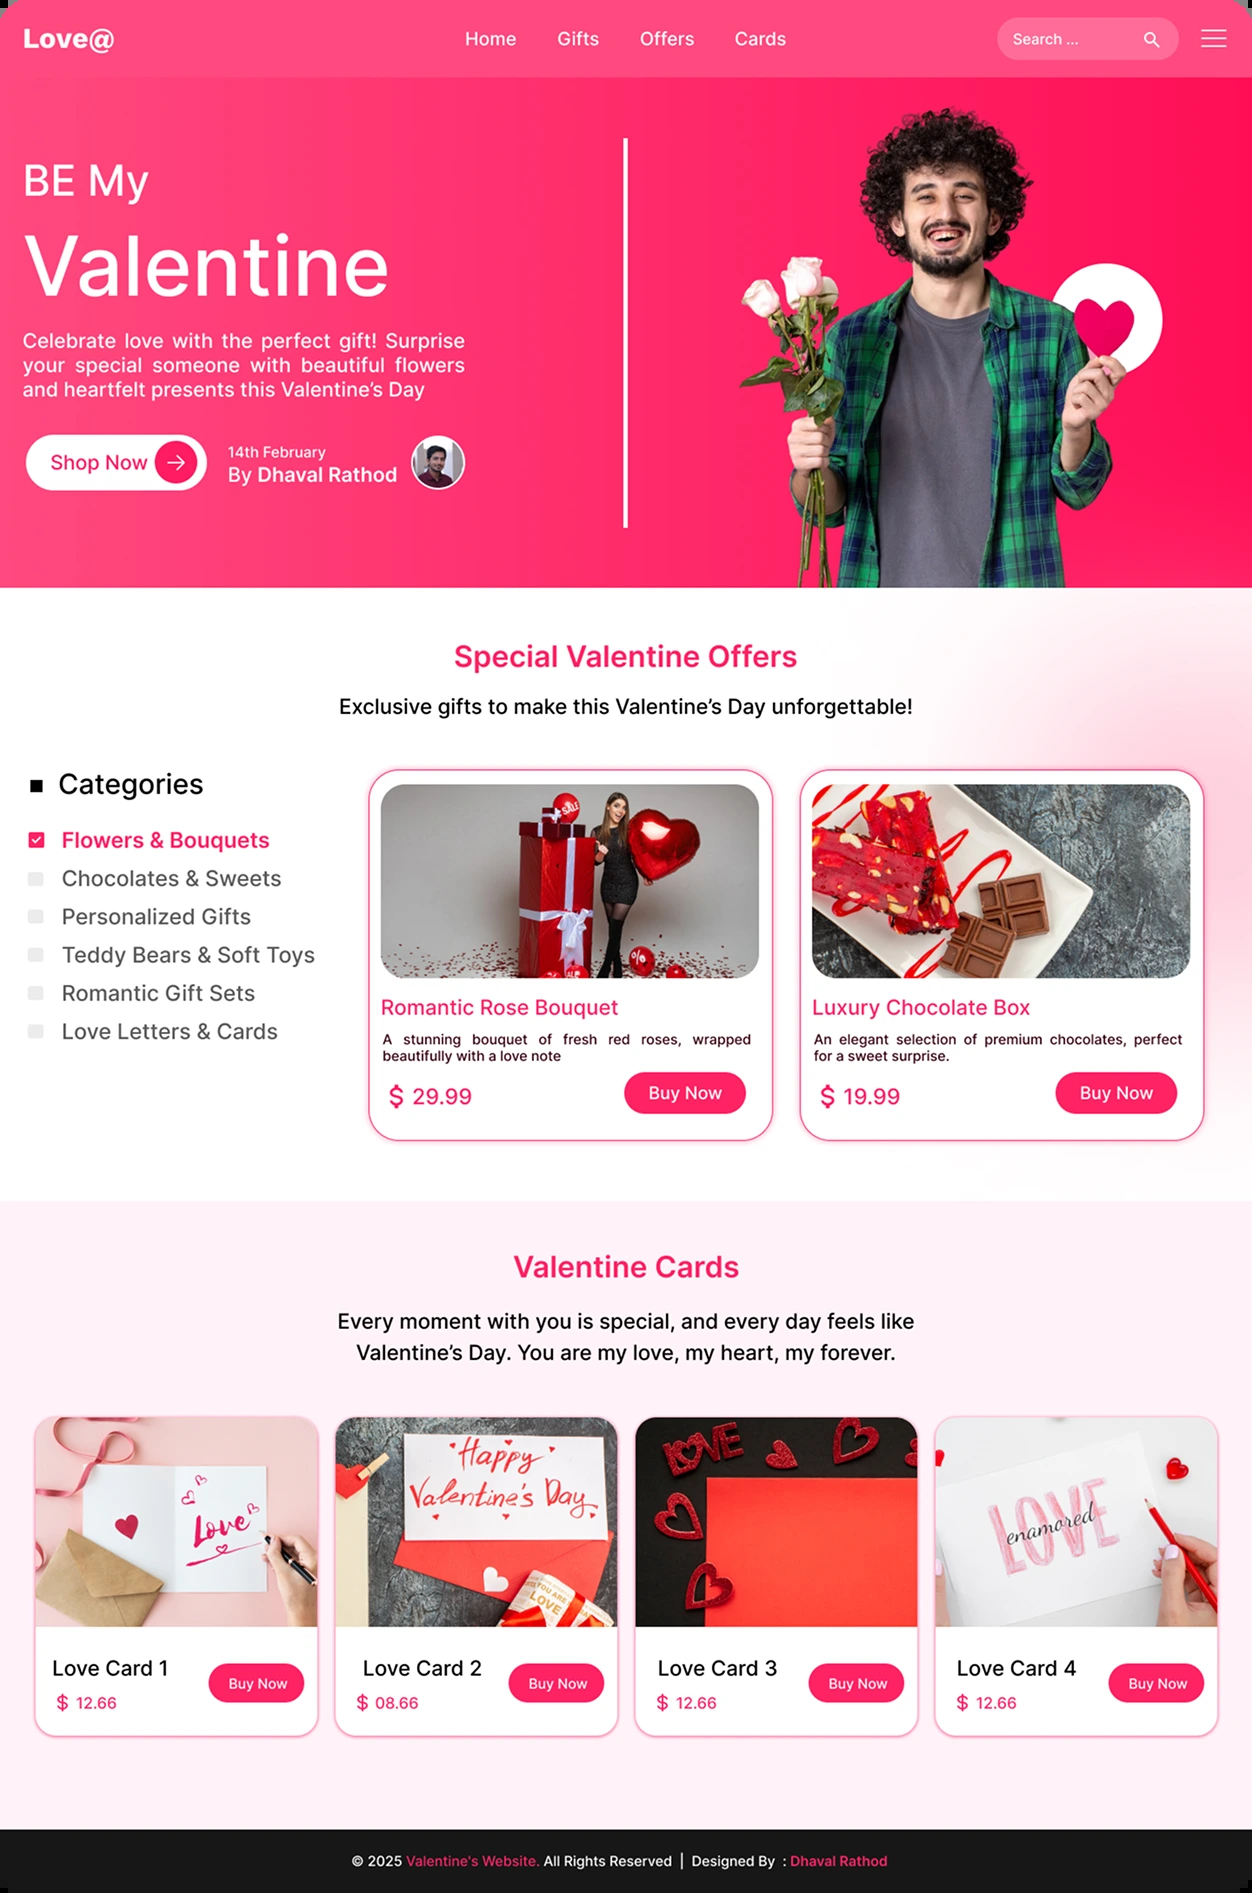 Love@
Home Gifts Offers Cards
Search ...
BE My
Valentine
Celebrate love with the perfect gift! Surprise
your special someone with beautiful flowers
and heartfelt presents this Valentine’s Day
Shop Now
14th February
By Dhaval Rathod
Special Valentine Offers
Exclusive gifts to make this Valentine’s Day unforgettable!
Categories
Flowers & Bouquets
Chocolates & Sweets
Personalized Gifts
Teddy Bears & Soft Toys
Romantic Gift Sets
Love Letters & Cards
SALE
%
Romantic Rose Bouquet
A stunning bouquet of fresh red roses, wrapped
beautifully with a love note
$ 29.99
Buy Now
Luxury Chocolate Box
An elegant selection of premium chocolates, perfect
for a sweet surprise.
$ 19.99
Buy Now
Valentine Cards
Every moment with you is special, and every day feels like
Valentine’s Day. You are my love, my heart, my forever.
Love
Love Card 1
$ 12.66
Buy Now
Happy
Valentine's Day
YOU ARE
LOVE
Love Card 2
$ 08.66
Buy Now
LOVE
Love Card 3
$ 12.66
Buy Now
LOVE
enamored
Love Card 4
$ 12.66
Buy Now
© 2025 Valentine's Website. All Rights Reserved | Designed By : Dhaval Rathod